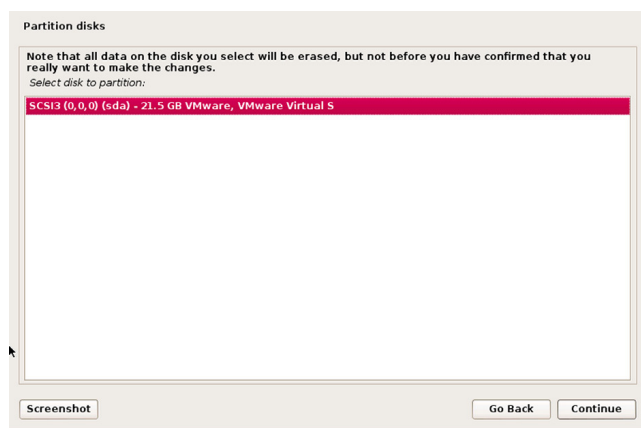 Partition disks
Note that all data on the disk you select will be erased, but not before you have confirmed that you
really want to make the changes.
Select disk to partition:
SCSI3 (0,0,0) (sda) - 21.5 GB VMware, VMware Virtual S
Screenshot
Go Back
Continue